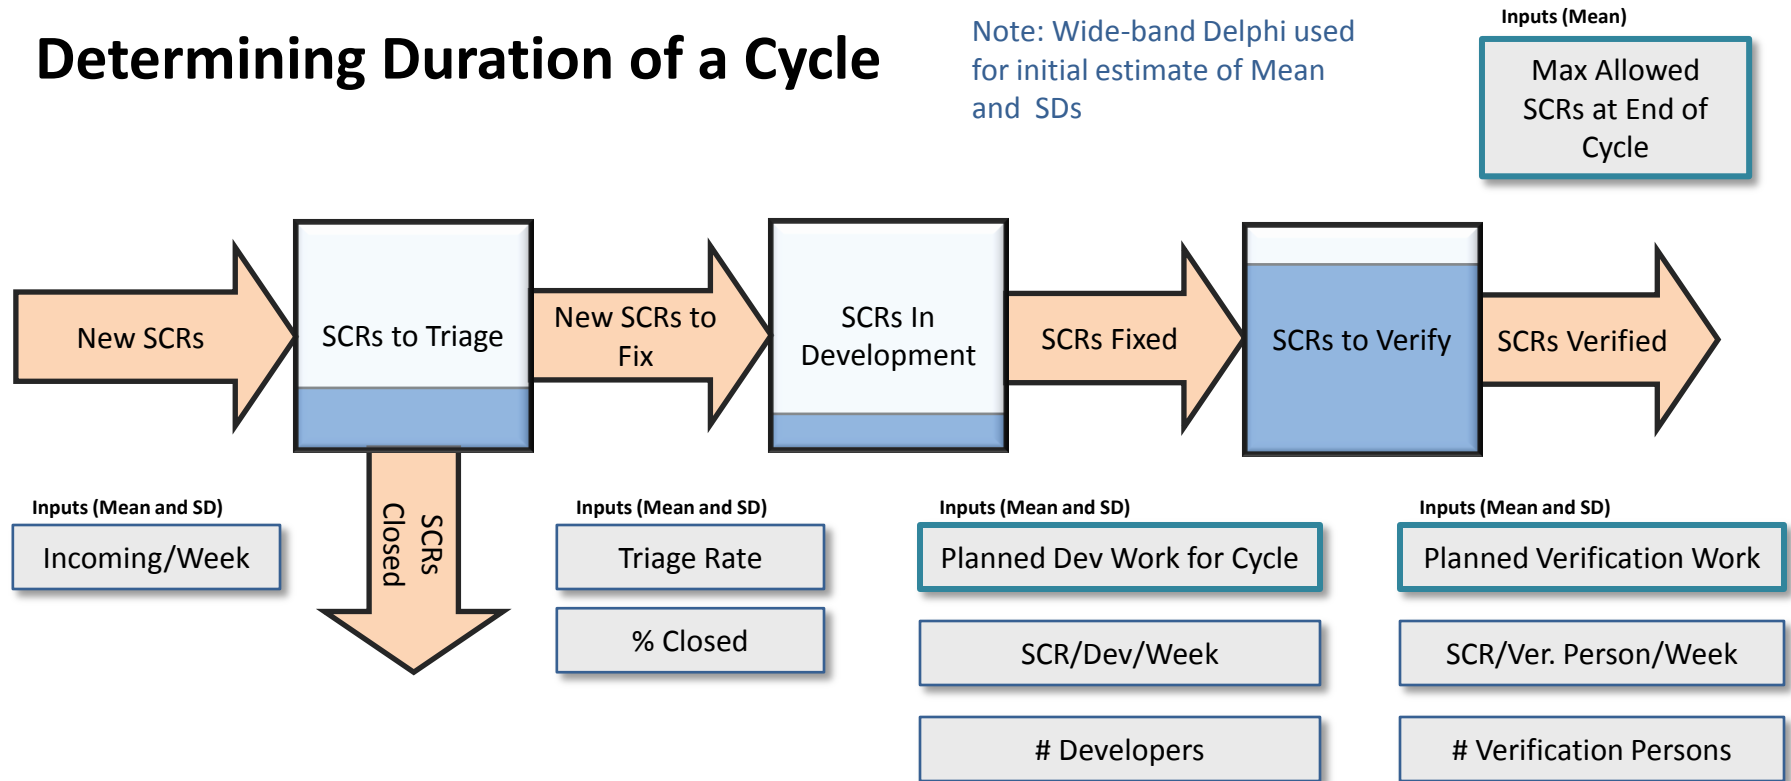 Determining Duration of a Cycle
Note: Wide-band Delphi used
for initial estimate of Mean
and SDs
Inputs (Mean)
Max Allowed
SCRs at End of
Cycle
New SCRs
SCRs to Triage
New SCRs to
Fix
SCRs In
Development
SCRs Fixed
SCRs to Verify
SCRs Verified
SCRs
Closed
Inputs (Mean and SD)
Incoming/Week
Inputs (Mean and SD)
Triage Rate
% Closed
Inputs (Mean and SD)
Planned Dev Work for Cycle
SCR/Dev/Week
# Developers
Inputs (Mean and SD)
Planned Verification Work
SCR/Ver. Person/Week
# Verification Persons